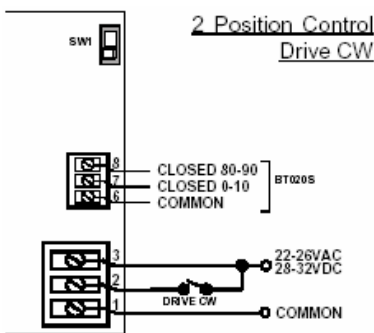 2 Position Control
Drive CW
SW1
8
CLOSED 80-90
7
CLOSED 0-10
BT020S
6
COMMON
3
22-26VAC
28-32VDC
2
DRIVE CW
1
COMMON